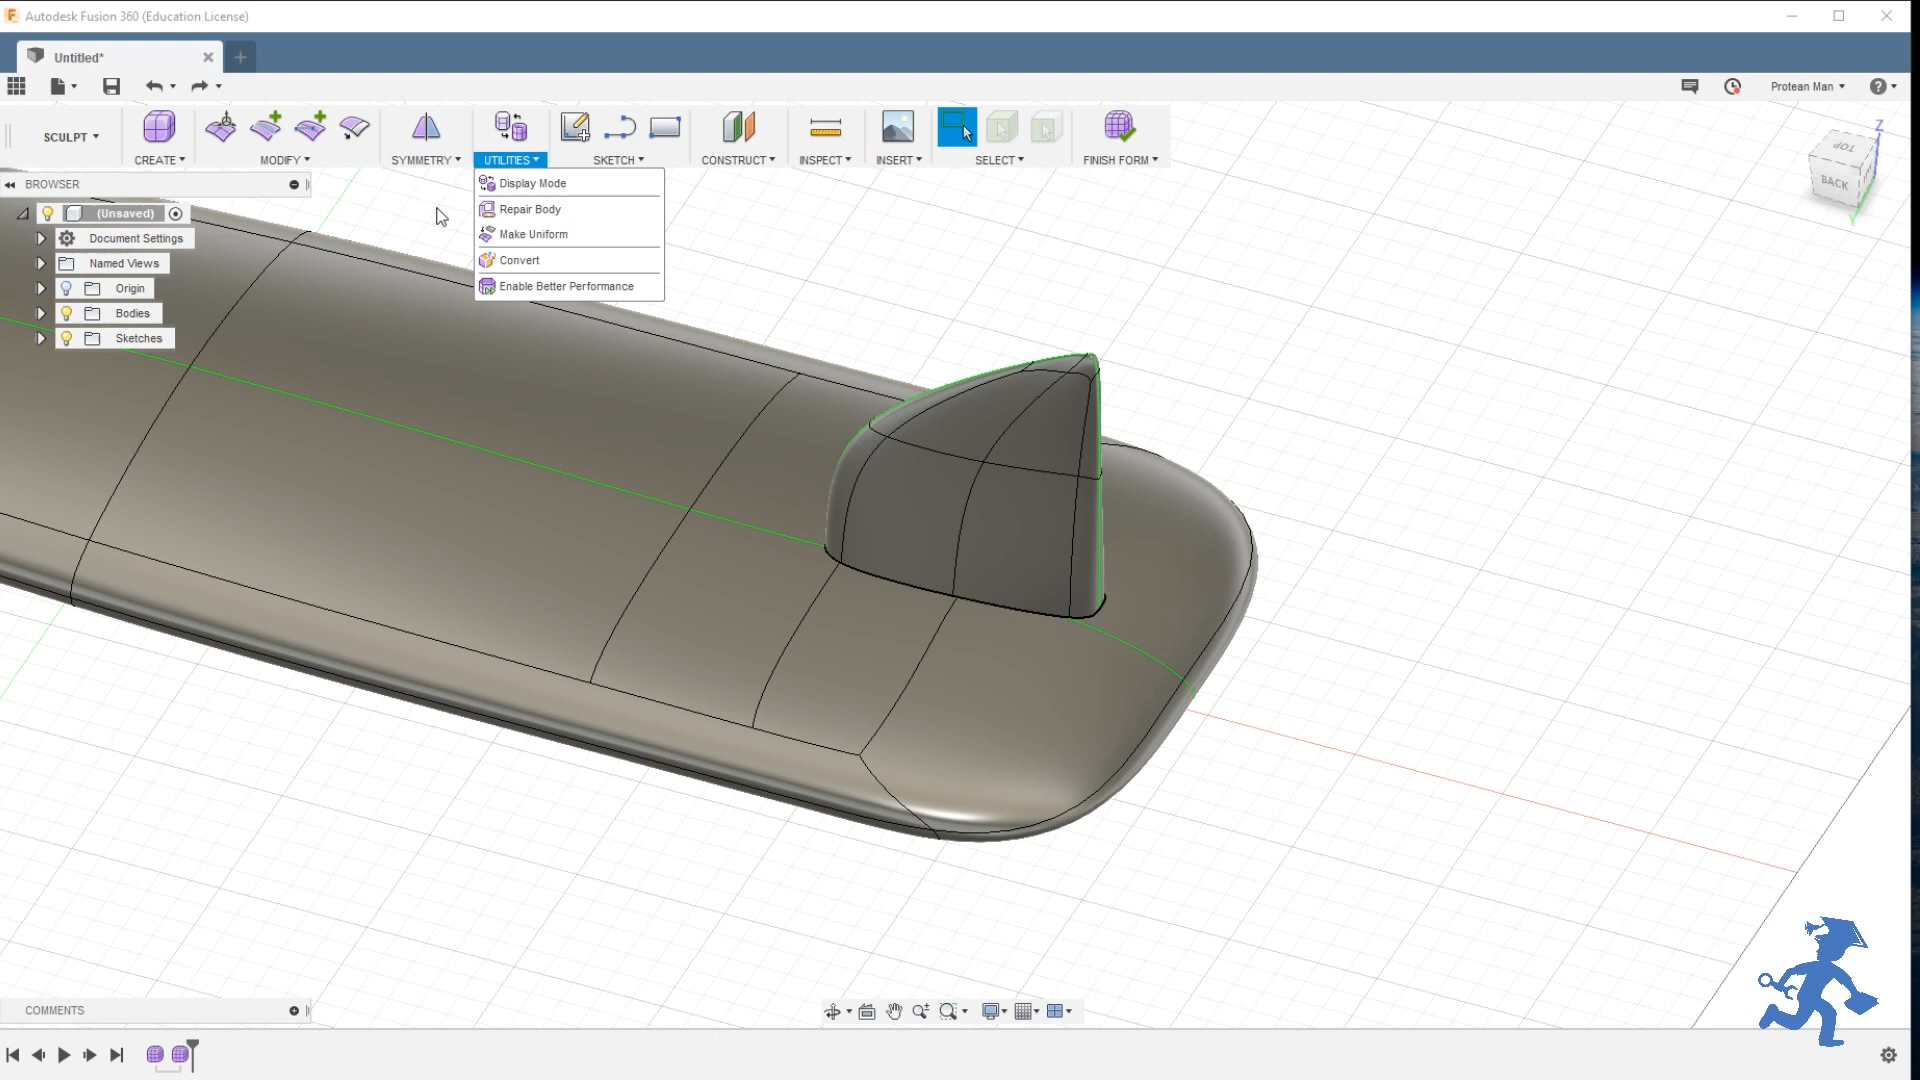 Autodesk Fusion 360 (Education License)
Untitled*
Protean Man
SCULPT
CREATE
MODIFY
SYMMETRY
UTILITIES
SKETCH
CONSTRUCT
INSPECT
INSERT
SELECT
FINISH FORM
BROWSER
(Unsaved)
Document Settings
Named Views
Origin
Bodies
Sketches
Display Mode
Repair Body
Make Uniform
Convert
Enable Better Performance
Z
TOP
BACK
Y
COMMENTS